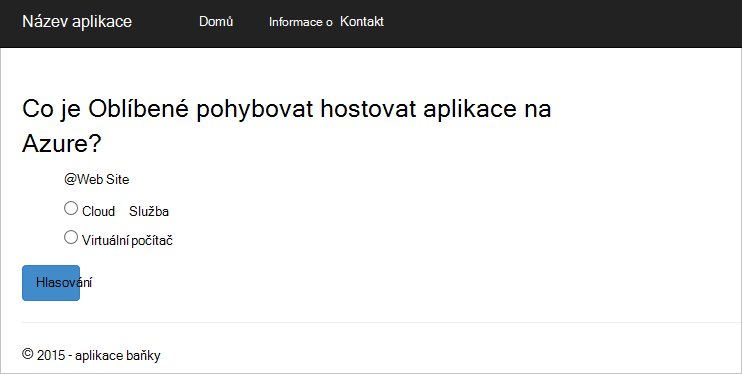 Název aplikace Domů Informace o Kontakt
Co je Oblíbené pohybovat hostovat aplikace na
Azure?
@Web Site
Cloud Služba
Virtuální počítač
Hlasování
© 2015 - aplikace baňky